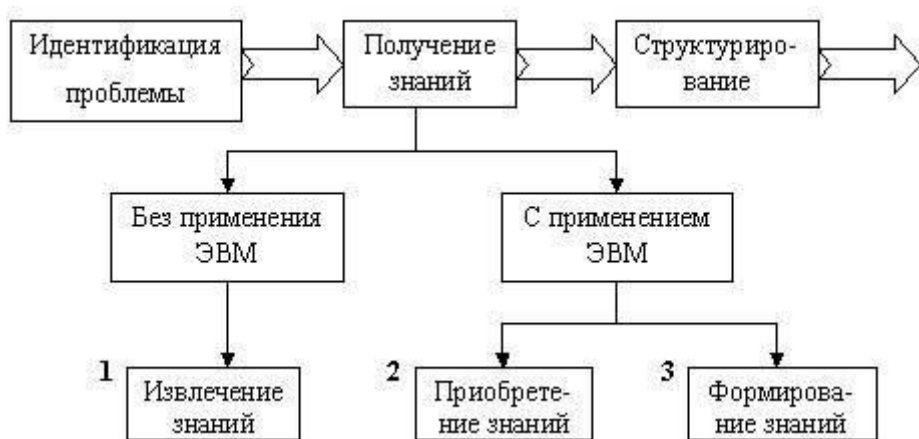 Идентификация
проблемы
Получение
знаний
Структурирo-
вание
Без применения
ЭВМ
С применением
ЭВМ
1
Извлечение
знаний
2
Приобрете-
ние знаний
3
Формирова-
ние знаний